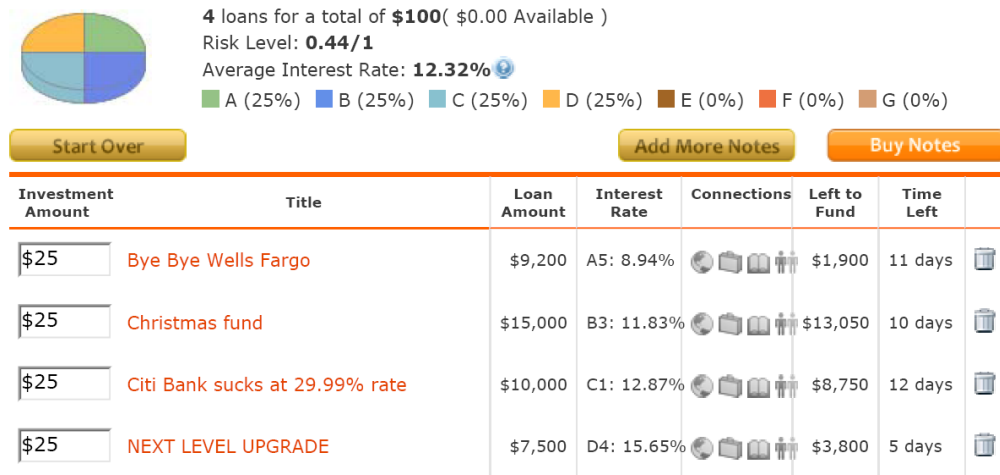 4 loans for a total of $100( $0.00 Available )
Risk Level: 0.44/1
Average Interest Rate: 12.32%
A (25%) B (25%) C (25%) D (25%) E (0%) F (0%) G (0%)
Start Over Add More Notes Buy Notes
Investment Amount Title Loan Amount Interest Rate Connections Left to Fund Time Left
$25 Bye Bye Wells Fargo $9,200 A5: 8.94% $1,900 11 days
$25 Christmas fund $15,000 B3: 11.83% $13,050 10 days
$25 Citi Bank sucks at 29.99% rate $10,000 C1: 12.87% $8,750 12 days
$25 NEXT LEVEL UPGRADE $7,500 D4: 15.65% $3,800 5 days